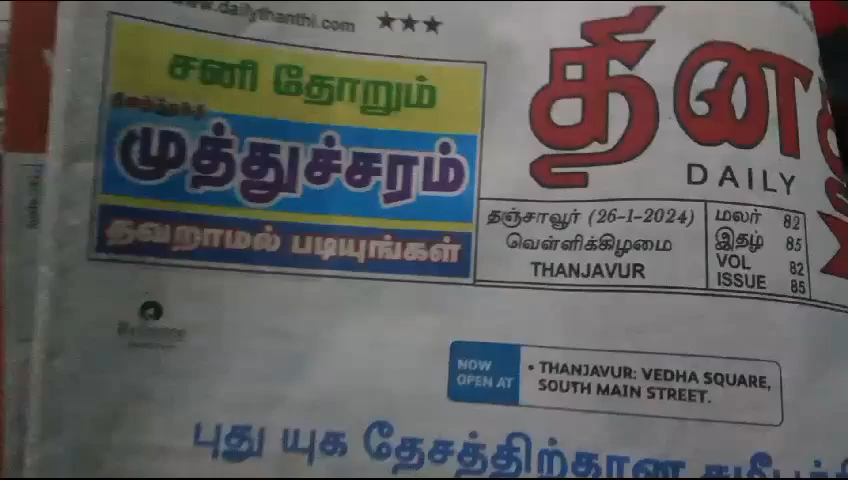 www.dailythanthi.com
சனி தோறும்
முத்துச்சரம்
தவறாமல் படியுங்கள்
தின
DAILY
தஞ்சாவூர் (26-1-2024)
வெள்ளிக்கிழமை
THANJAVUR
மலர் 82
இதழ் 85
VOL 82
ISSUE 85
Reliance
NOW
OPEN AT
• THANJAVUR: VEDHA SQUARE,
SOUTH MAIN STREET.
புது யுக தேசத்திற்கான